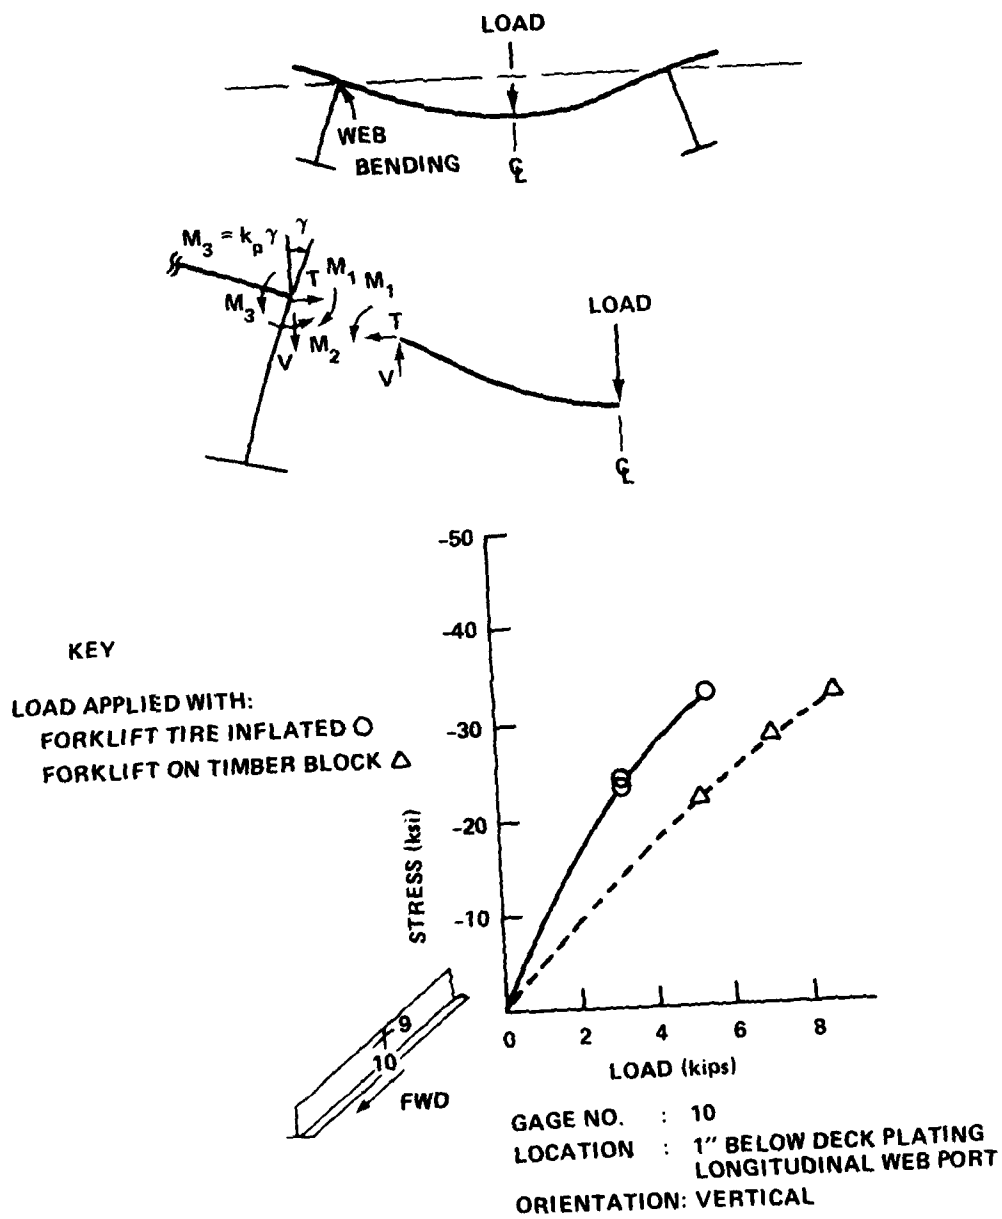 LOAD
WEB
BENDING
℄
M₃ = kₚ γ
γ
T
M₁
M₁
M₃
T
M₂
V
V
LOAD
℄
KEY
LOAD APPLIED WITH:
FORKLIFT TIRE INFLATED
FORKLIFT ON TIMBER BLOCK
-50
-40
-30
-20
-10
STRESS (ksi)
0 2 4 6 8
LOAD (kips)
9
10
FWD
GAGE NO. : 10
LOCATION : 1" BELOW DECK PLATING
LONGITUDINAL WEB PORT
ORIENTATION: VERTICAL